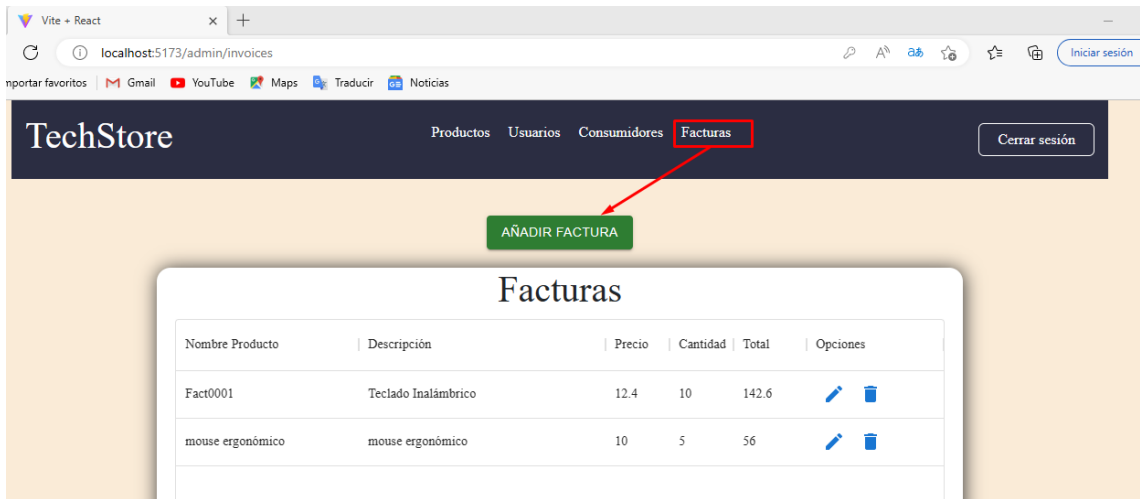 Vite + React
localhost:5173/admin/invoices
Iniciar sesión
mportar favoritos Gmail YouTube Maps Traducir Noticias
TechStore Productos Usuarios Consumidores Facturas Cerrar sesión
AÑADIR FACTURA
Facturas
Nombre Producto Descripción Precio Cantidad Total Opciones
Fact0001 Teclado Inalámbrico 12.4 10 142.6
mouse ergonómico mouse ergonómico 10 5 56